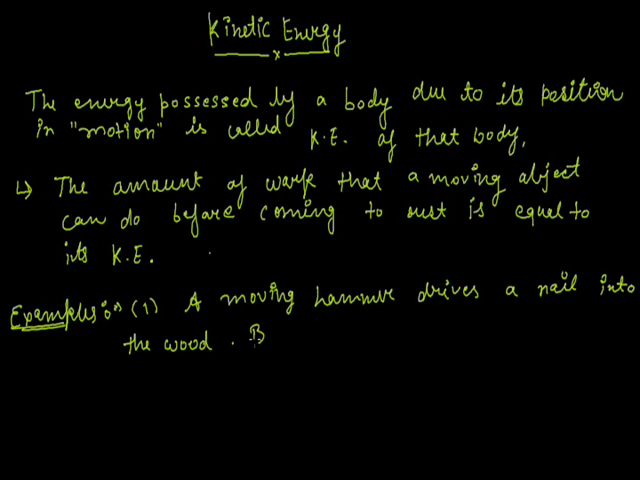 Kinetic Energy
x
The energy possessed by a body due to its position
in "motion" is called K.E. of that body.
↳ The amount of work that a moving object
can do before coming to rust is equal to
its K.E.
Examples :- (1) A moving hammer drives a nail into
the wood. B